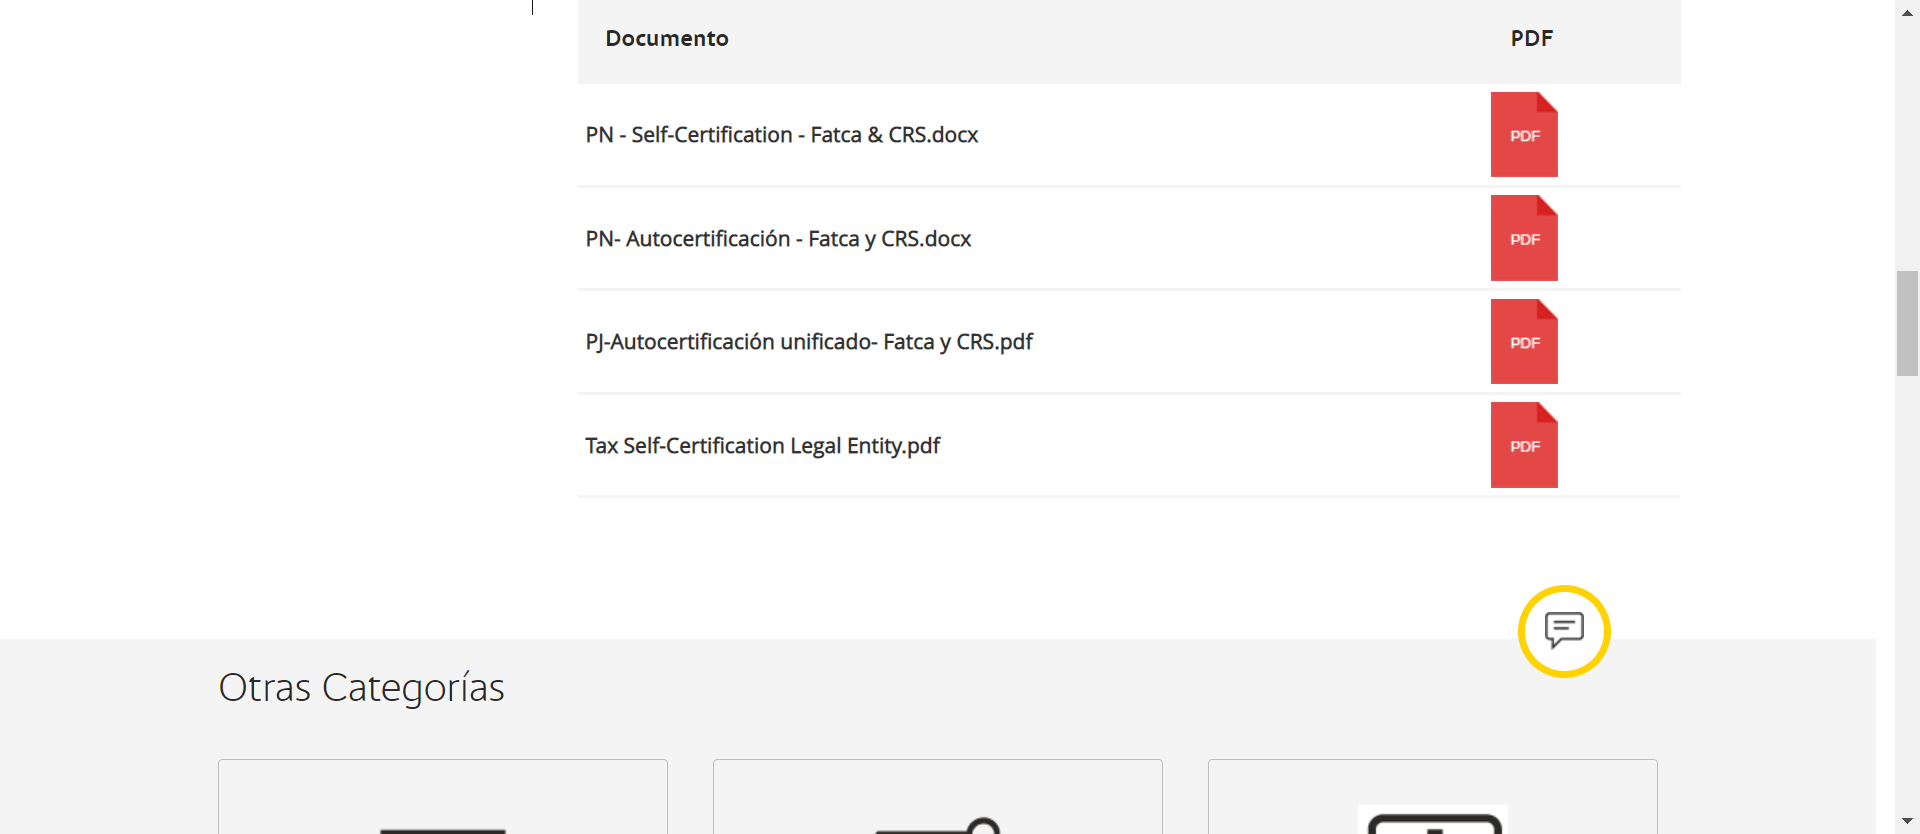 Documento PDF
PN - Self-Certification - Fatca & CRS.docx PDF
PN- Autocertificación - Fatca y CRS.docx PDF
PJ-Autocertificación unificado- Fatca y CRS.pdf PDF
Tax Self-Certification Legal Entity.pdf PDF
Otras Categorías